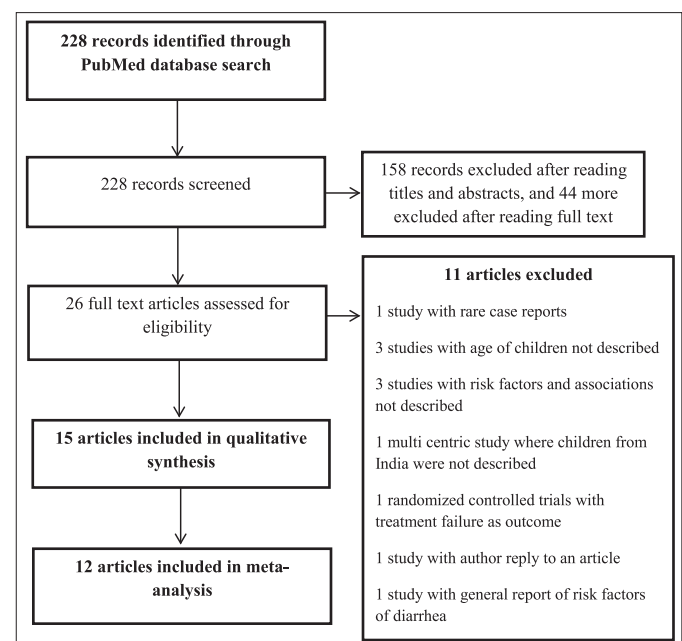 228 records identified through
PubMed database search
228 records screened
158 records excluded after reading
titles and abstracts, and 44 more
excluded after reading full text
26 full text articles assessed for
eligibility
11 articles excluded
1 study with rare case reports
3 studies with age of children not described
3 studies with risk factors and associations
not described
1 multi centric study where children from
India were not described
1 randomized controlled trials with
treatment failure as outcome
1 study with author reply to an article
1 study with general report of risk factors
of diarrhea
15 articles included in qualitative
synthesis
12 articles included in meta-
analysis